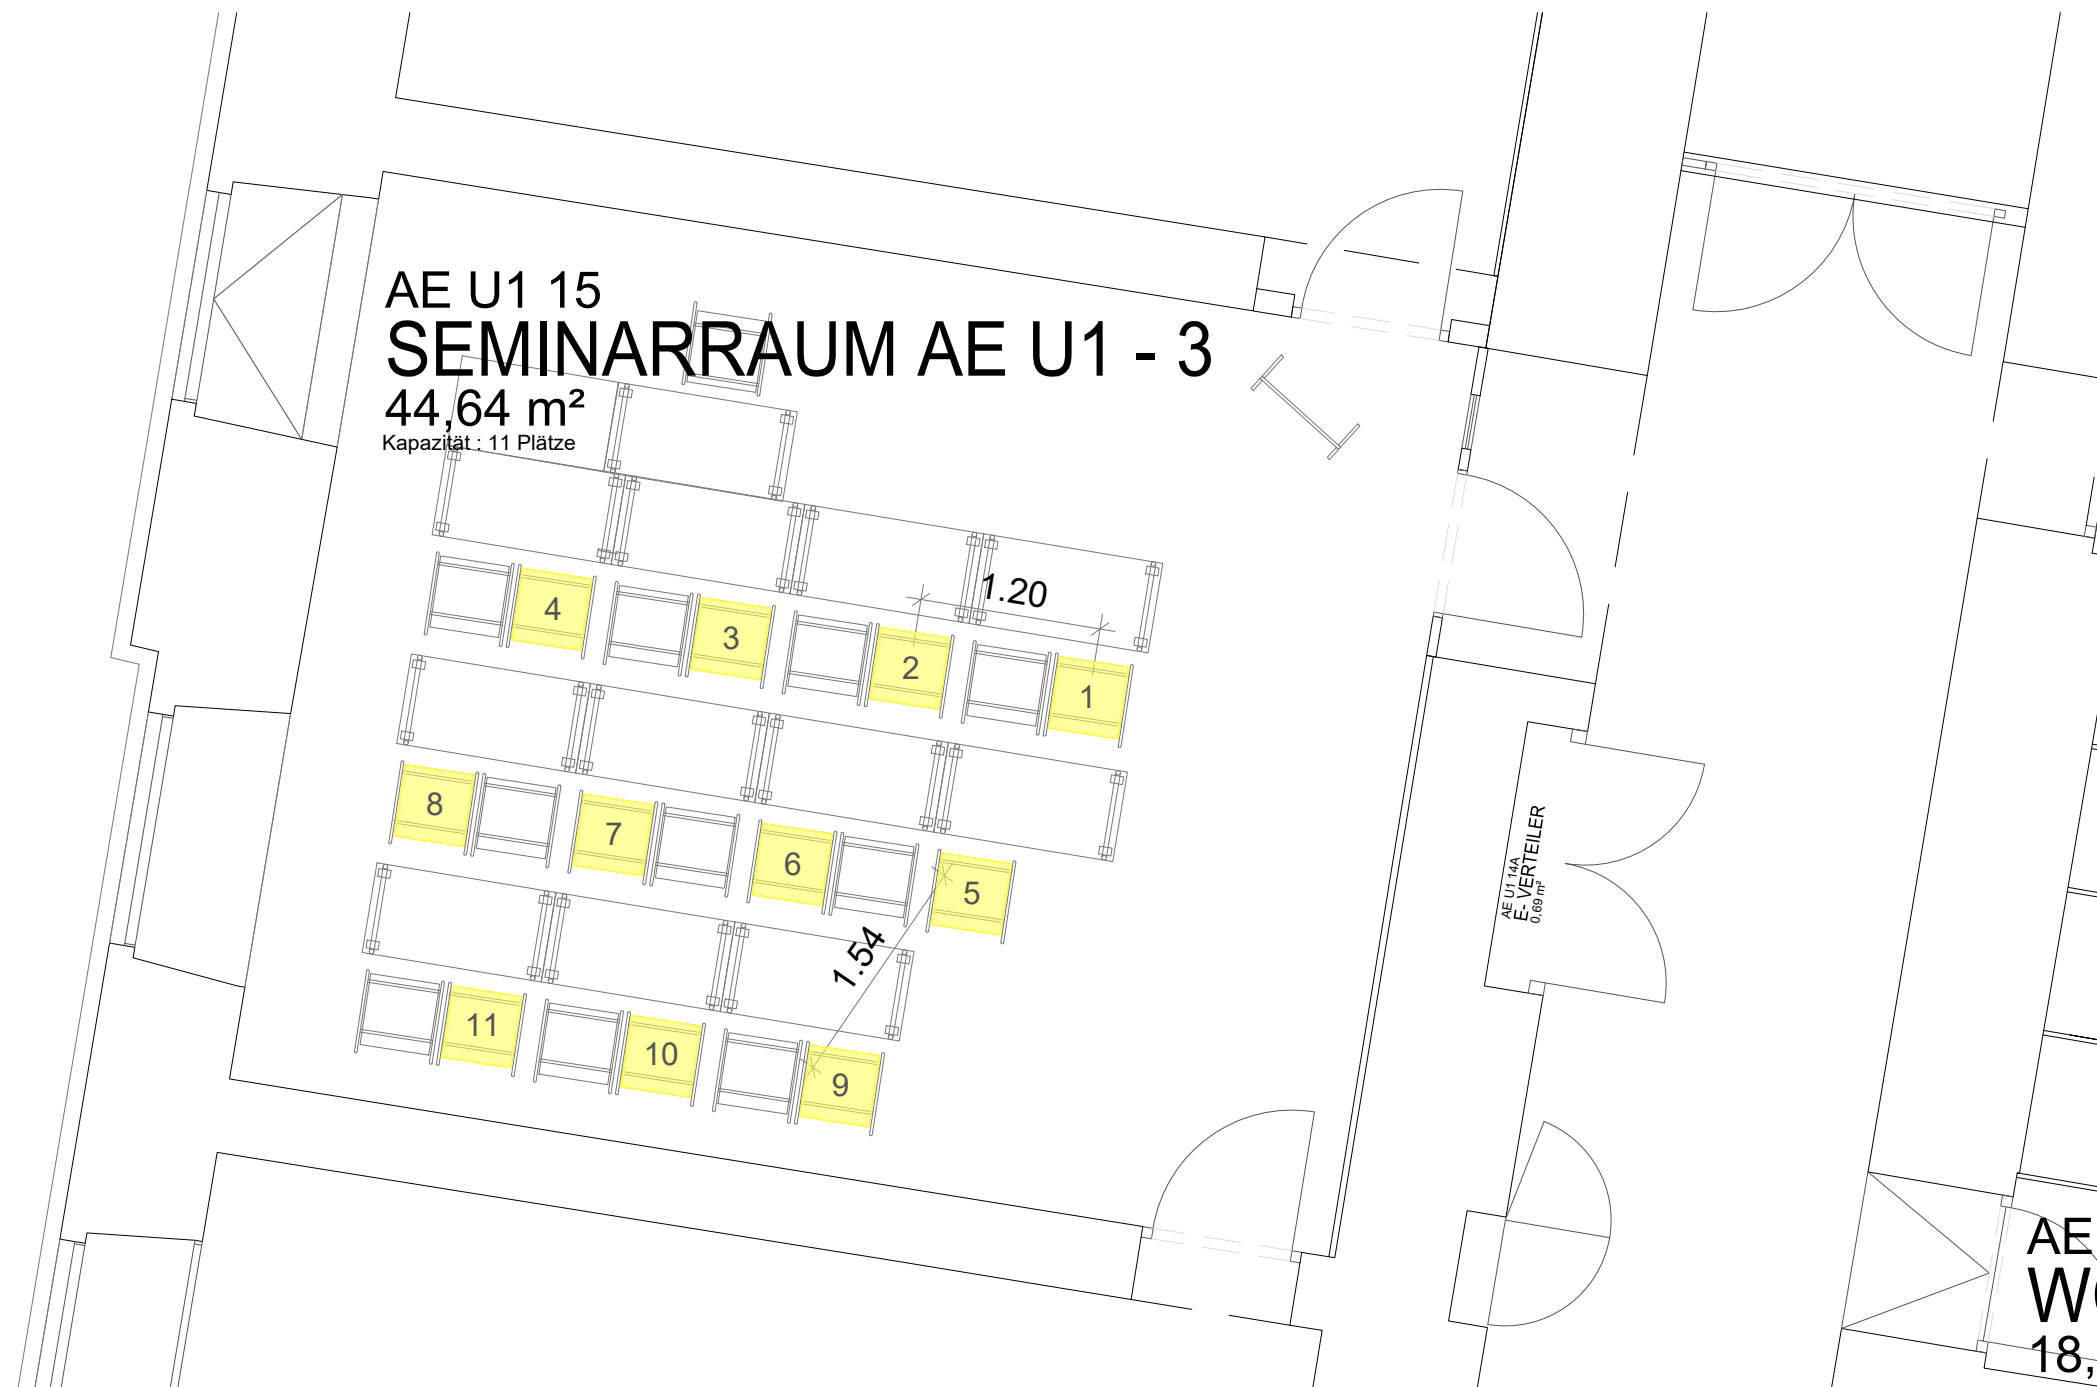 AE U1 15
SEMINARRAUM AE U1 - 3
44,64 m²
Kapazität : 11 Plätze
1.20
4
3
2
1
8
7
6
5
1.54
11
10
9
AE U1 14A
E- VERTEILER
0,69 m²
AE
W
18,